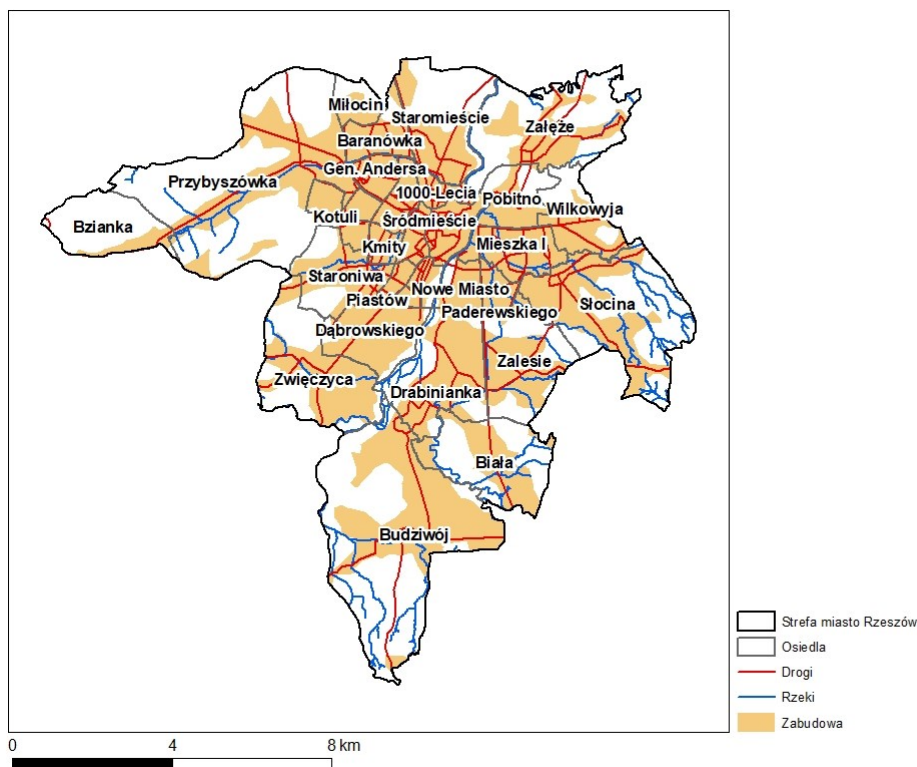 Miłocin
Staromieście
Załęże
Baranówka
Gen. Andersa
Przybyszówka
1000-Lecia
Pobitno
Wilkowyja
Bzianka
Kotuli
Śródmieście
Kmity
Mieszka I
Staroniwa
Nowe Miasto
Słocina
Piastów
Paderewskiego
Dąbrowskiego
Zalesie
Zwięczyca
Drabinianka
Biała
Budziwój
Strefa miasto Rzeszów
Osiedla
Drogi
Rzeki
Zabudowa
0 4 8 km